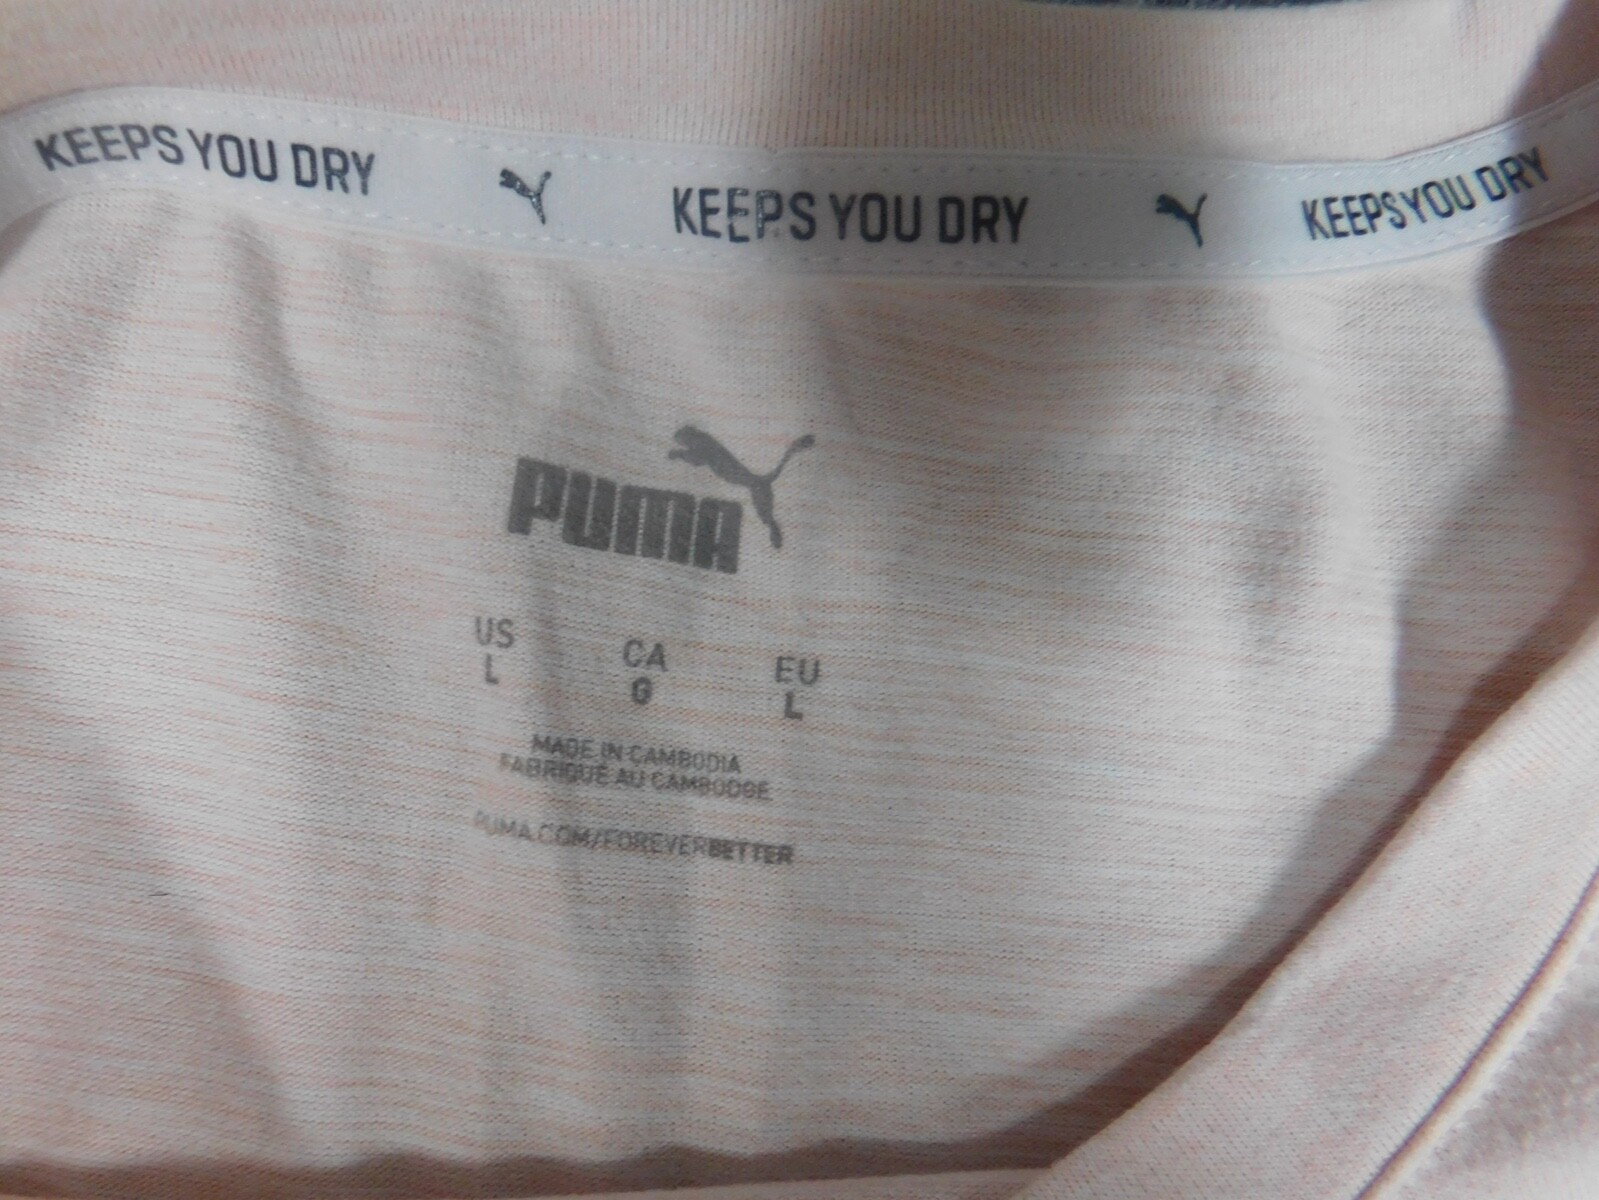 KEEPS YOU DRY KEEPS YOU DRY KEEPS YOU DRY
PUMA
US CA EU
L G L
MADE IN CAMBODIA
FABRIQUÉ AU CAMBODGE
PUMA.COM/FOREVERBETTER